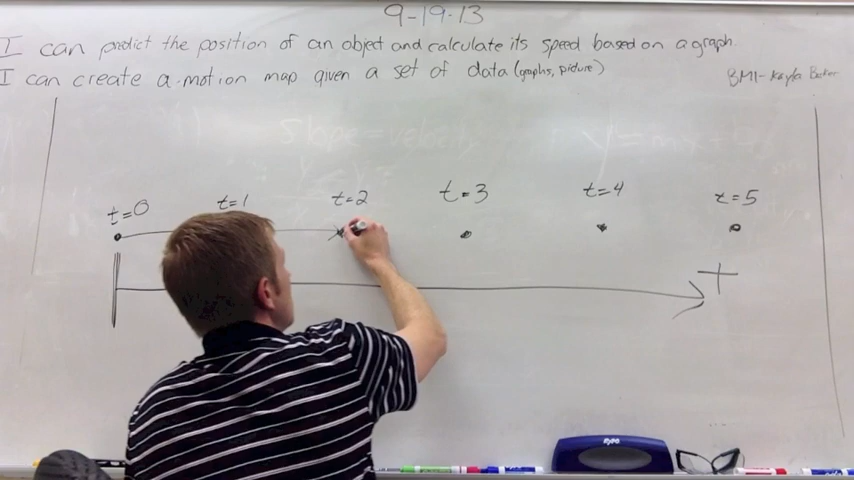 9-19-13
I can predict the position of an object and calculate its speed based on a graph.
I can create a motion map given a set of data (graphs, picture)
BM1- Kayla Baker
slope = velocity
t=0 t=1 t=2 t=3 t=4 t=5
+
EXPO